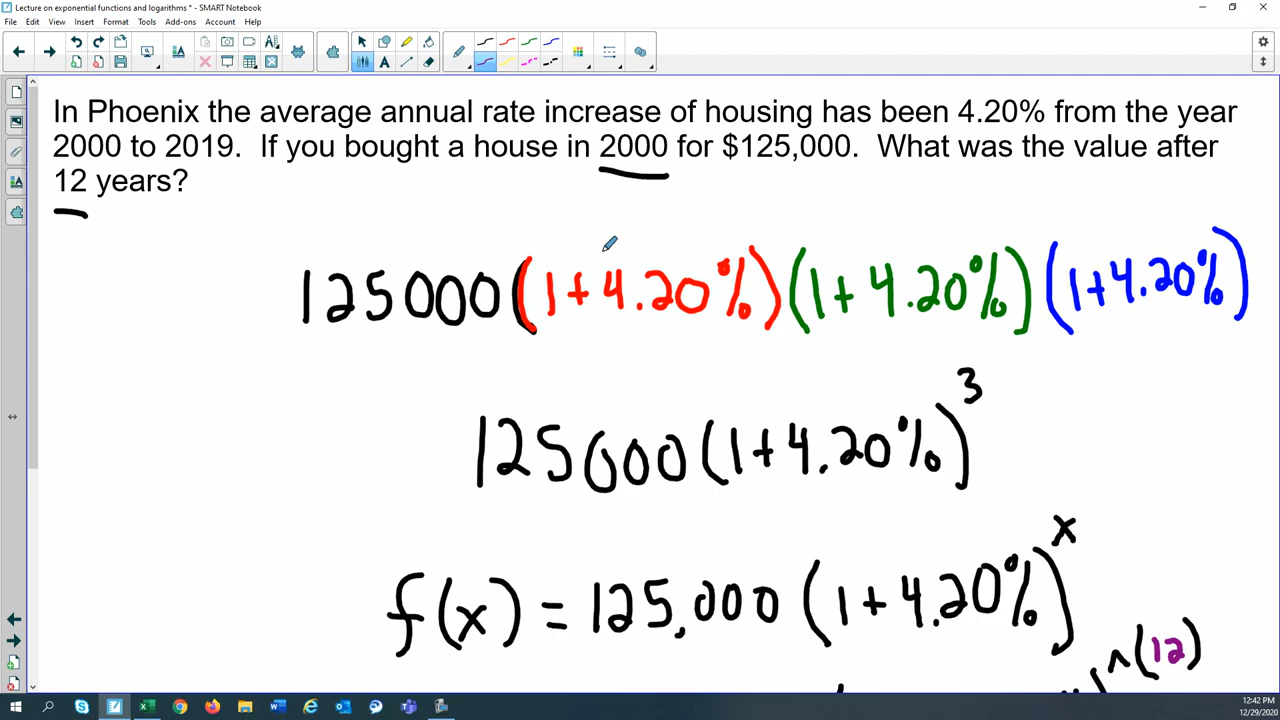 Lecture on exponential functions and logarithms * - SMART Notebook
File Edit View Insert Format Tools Add-ons Account Help
In Phoenix the average annual rate increase of housing has been 4.20% from the year
2000 to 2019. If you bought a house in 2000 for $125,000. What was the value after
12 years?
125000(1+4.20%)(1+4.20%)(1+4.20%)
125000(1+4.20%)^3
f(x) = 125,000 (1+4.20%)^x
^(12)
12:42 PM
12/29/2020